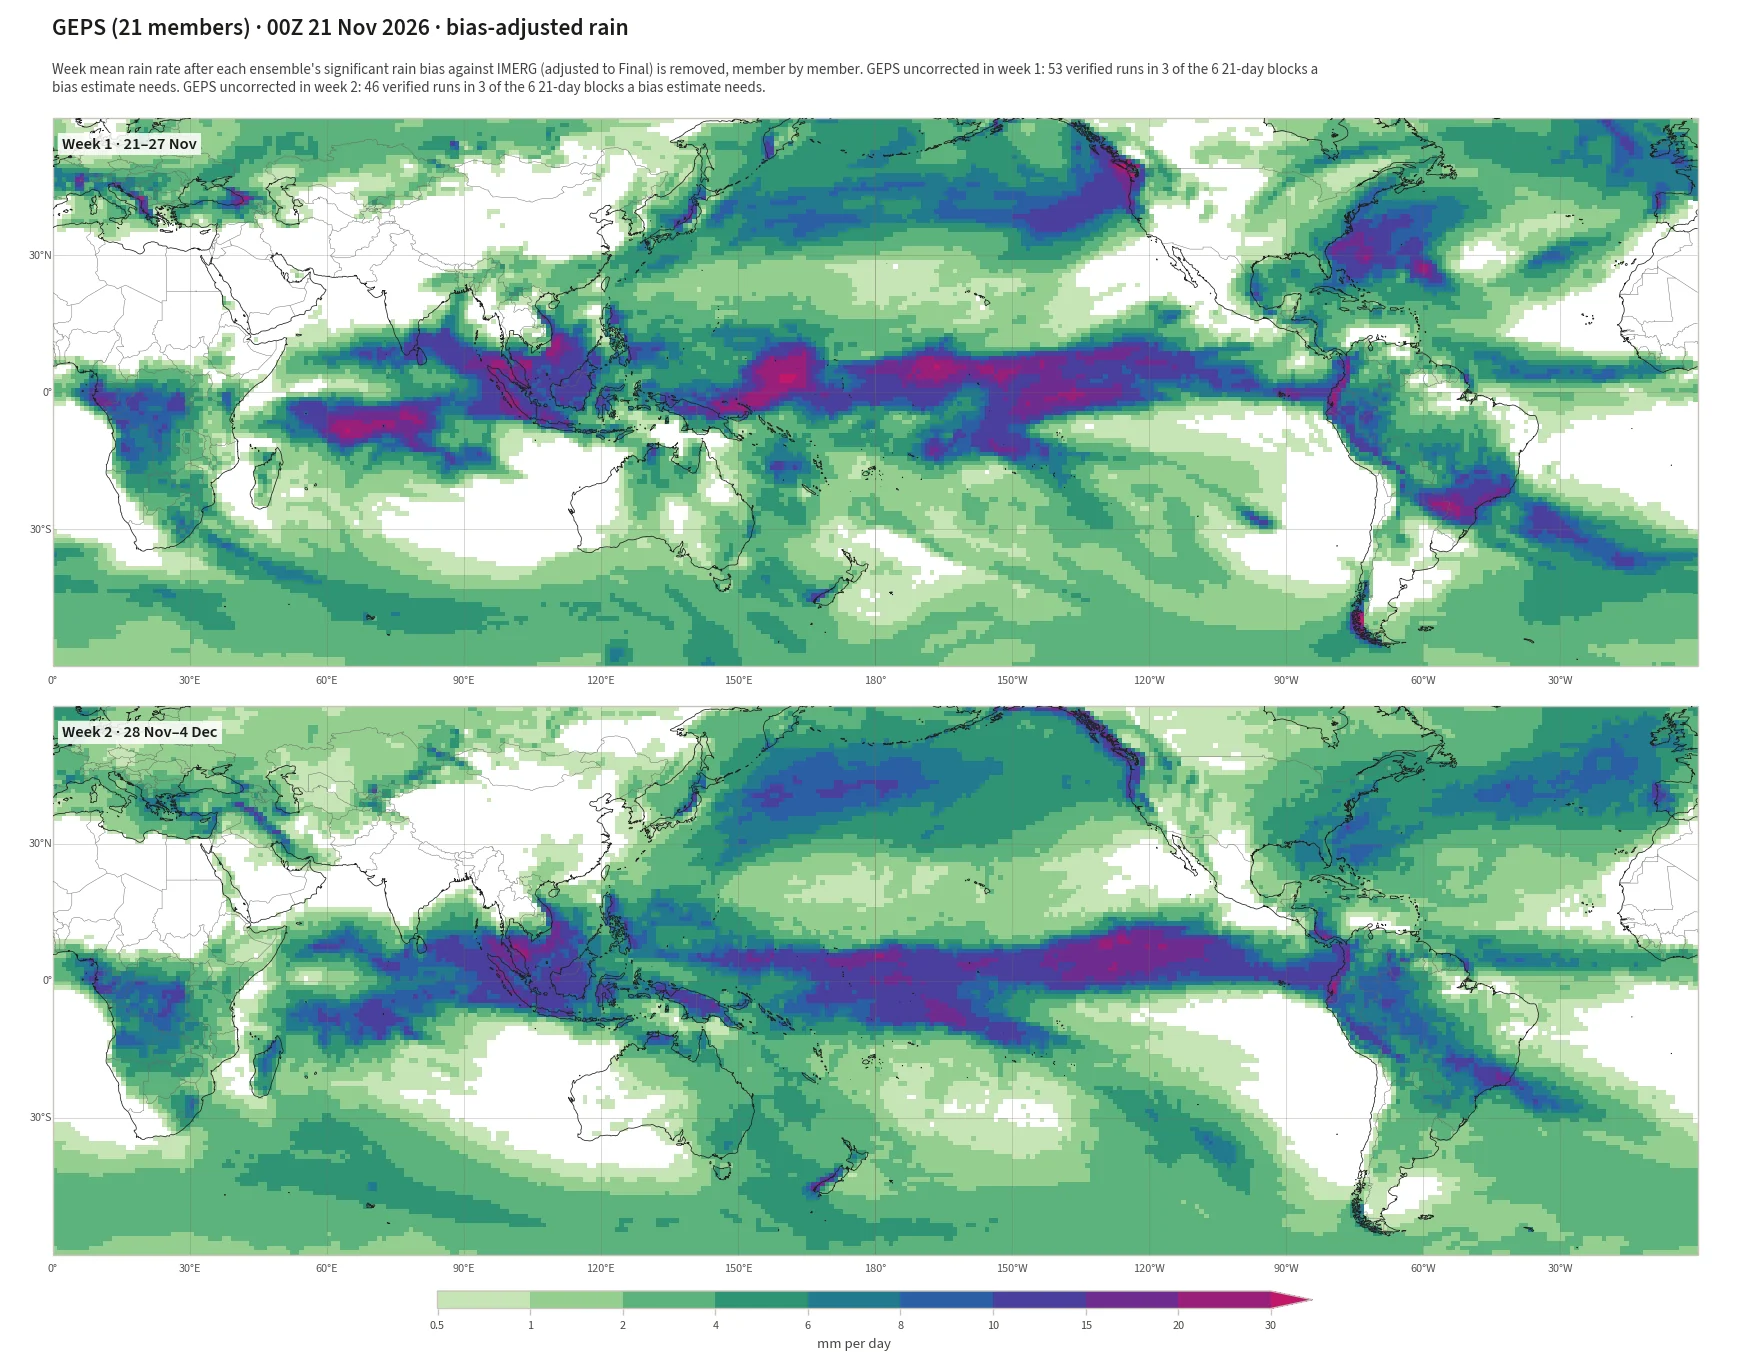 GEPS (21 members) · 00Z 21 Nov 2026 · bias-adjusted rain
Week mean rain rate after each ensemble's significant rain bias against IMERG (adjusted to Final) is removed, member by member. GEPS uncorrected in week 1: 53 verified runs in 3 of the 6 21-day blocks a
bias estimate needs. GEPS uncorrected in week 2: 46 verified runs in 3 of the 6 21-day blocks a bias estimate needs.
Week 1 · 21–27 Nov
30°N
0°
30°S
0° 30°E 60°E 90°E 120°E 150°E 180° 150°W 120°W 90°W 60°W 30°W
Week 2 · 28 Nov–4 Dec
30°N
0°
30°S
0° 30°E 60°E 90°E 120°E 150°E 180° 150°W 120°W 90°W 60°W 30°W
0.5 1 2 4 6 8 10 15 20 30
mm per day